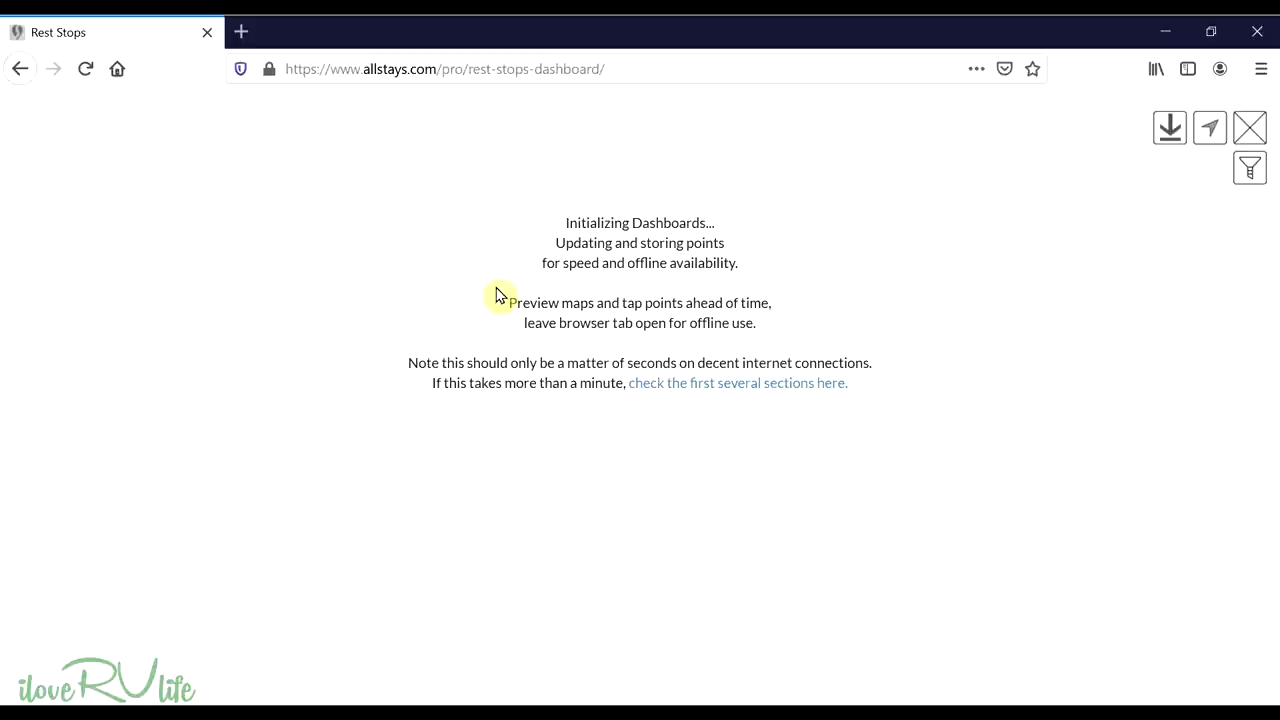 Rest Stops
https://www.allstays.com/pro/rest-stops-dashboard/
Initializing Dashboards...
Updating and storing points
for speed and offline availability.
Preview maps and tap points ahead of time,
leave browser tab open for offline use.
Note this should only be a matter of seconds on decent internet connections.
If this takes more than a minute, check the first several sections here.
iloveRVlife